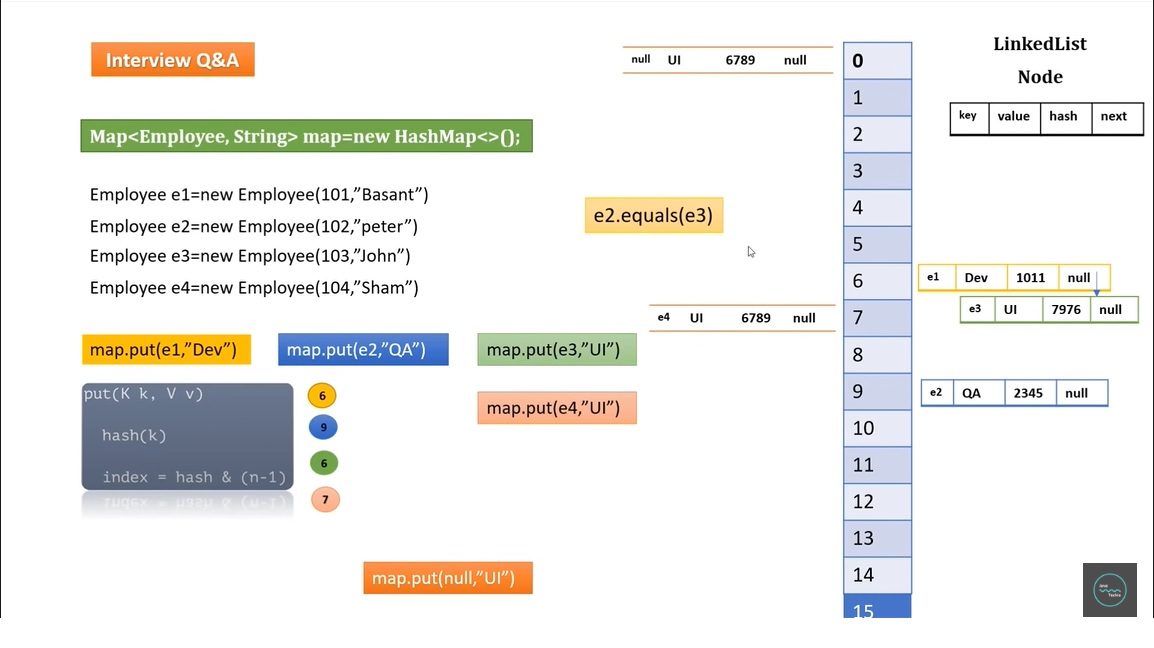 Interview Q&A
Map<Employee, String> map=new HashMap<>();
Employee e1=new Employee(101,”Basant”)
Employee e2=new Employee(102,”peter”)
Employee e3=new Employee(103,”John”)
Employee e4=new Employee(104,”Sham”)
map.put(e1,”Dev”)
map.put(e2,”QA”)
map.put(e3,”UI”)
map.put(e4,”UI”)
put(K k, V v)
hash(k)
index = hash & (n-1)
6
9
6
7
map.put(null,”UI”)
null UI 6789 null
e2.equals(e3)
e4 UI 6789 null
0
1
2
3
4
5
6
7
8
9
10
11
12
13
14
15
LinkedList
Node
key value hash next
e1 Dev 1011 null
e3 UI 7976 null
e2 QA 2345 null